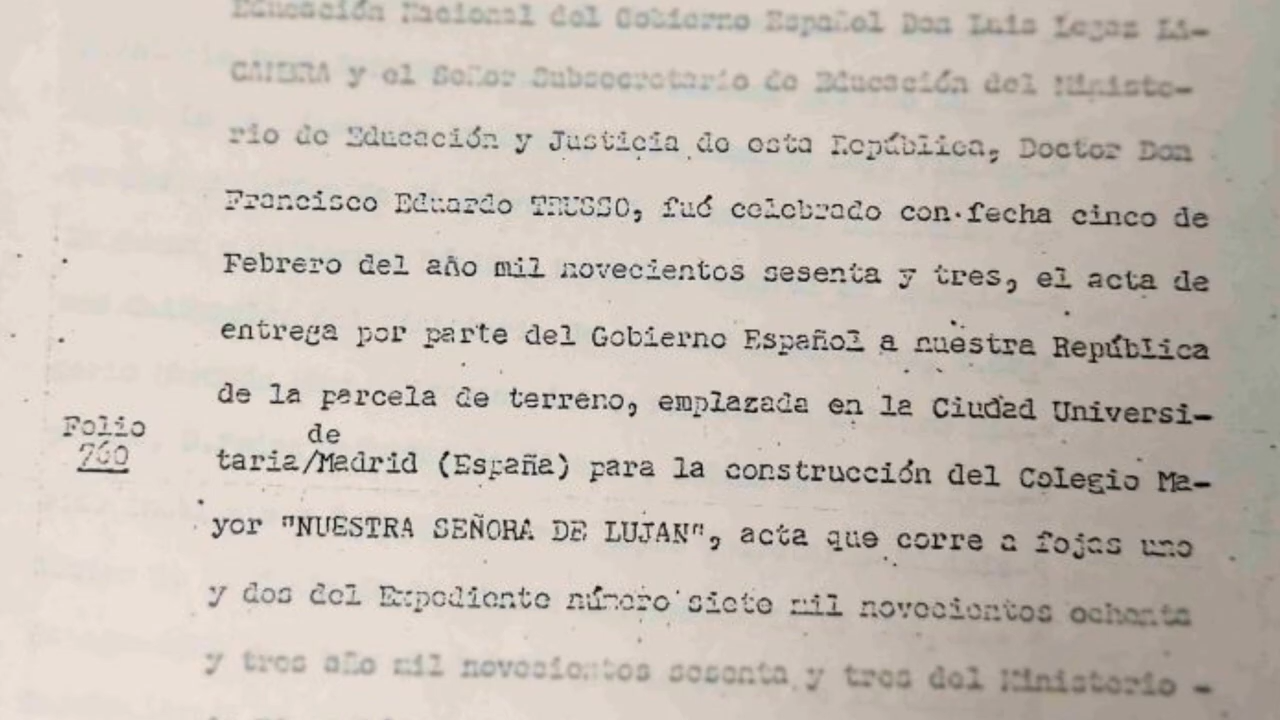 Educación Nacional del Gobierno Español Don Luis Legaz LA-
CAMBRA y el Señor Subsecretario de Educación del Ministe-
rio de Educación y Justicia de esta República, Doctor Don
Francisco Eduardo TRUSSO, fué celebrado con fecha cinco de
Febrero del año mil novecientos sesenta y tres, el acta de
entrega por parte del Gobierno Español a nuestra República
de la parcela de terreno, emplazada en la Ciudad Universi-
Folio
de
760
taria/Madrid (España) para la construcción del Colegio Ma-
yor "NUESTRA SEÑORA DE LUJAN", acta que corre a fojas uno
y dos del Expediente número siete mil novecientos ochenta
y tres año mil novecientos sesenta y tres del Ministerio -